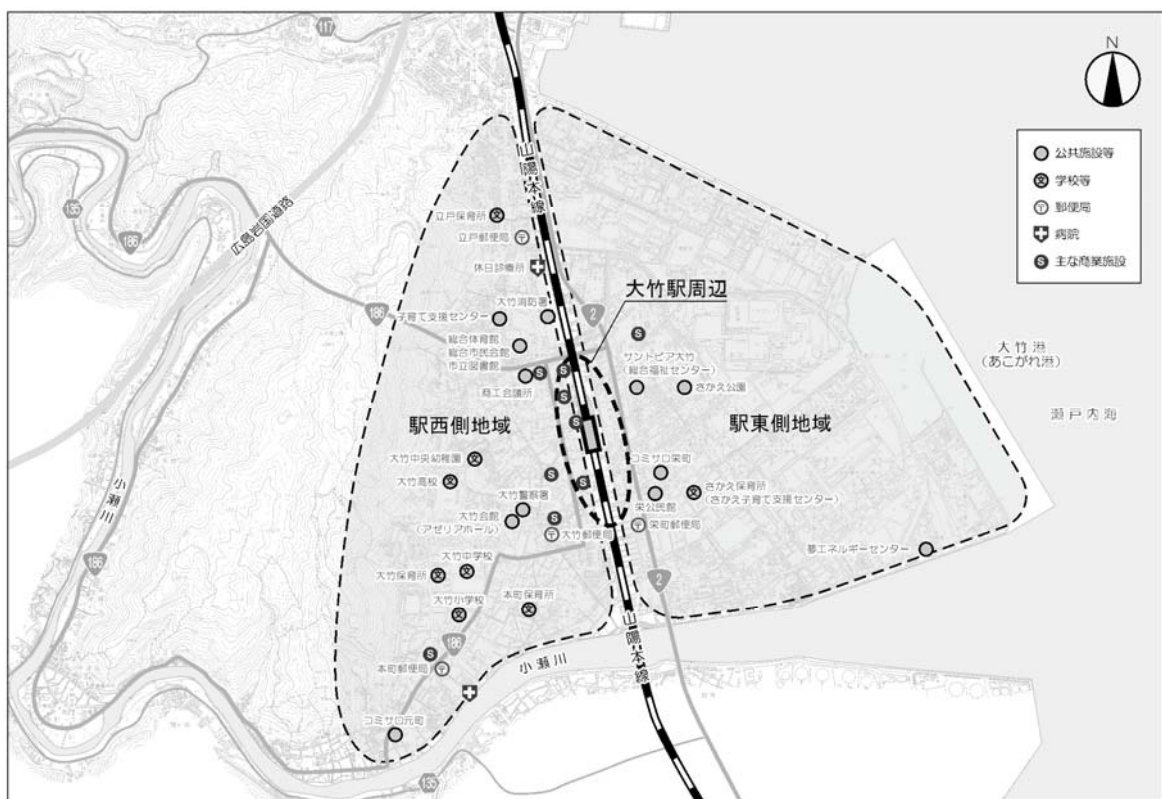 117
N
公共施設等
学校等
郵便局
病院
S
主な商業施設
135
186
広島岩国道路
山陽本線
立戸保育所
立戸郵便局
休日診療所
大竹駅周辺
186
大竹消防署
子育て支援センター
2
S
総合体育館
総合市民会館
市立図書館
サントピア大竹
(総合福祉センター)
大竹港
(あこがれ港)
S
S
商工会議所
S
さかえ公園
瀬戸内海
駅西側地域
S
駅東側地域
大竹中央幼稚園
コミサロ栄町
大竹高校
S
S
さかえ保育所
(さかえ子育て支援センター)
大竹警察署
栄公民館
大竹会館
(アゼリアホール)
S
大竹郵便局
栄町郵便局
小瀬川
夢エネルギーセンター
186
大竹中学校
大竹保育所
2
本町保育所
大竹小学校
186
山陽本線
S
本町郵便局
小瀬川
コミサロ元町
135